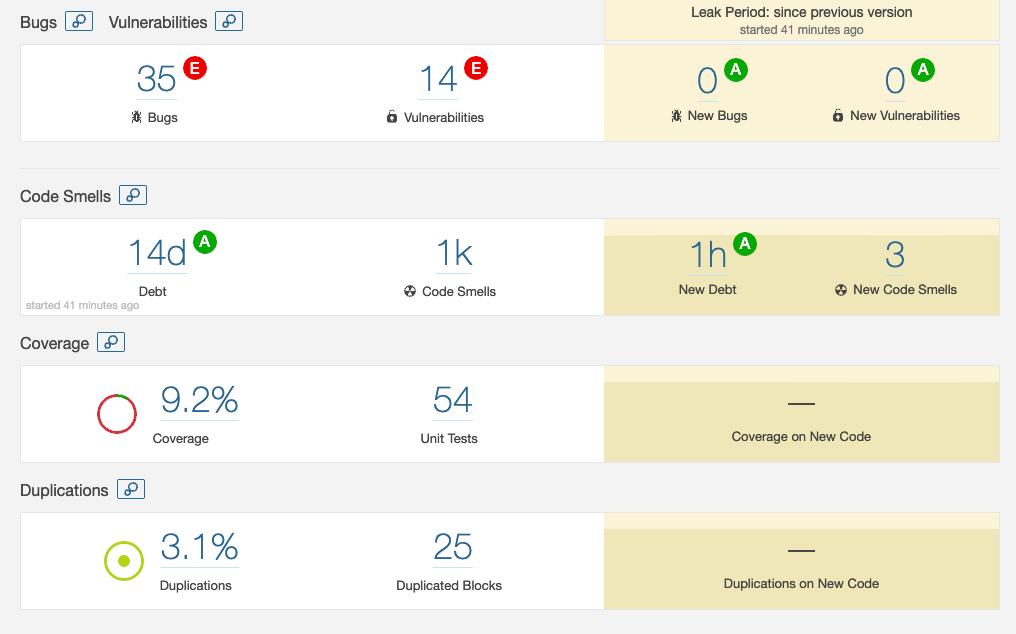 Bugs Vulnerabilities
Leak Period: since previous version
started 41 minutes ago
35 E
Bugs
14 E
Vulnerabilities
0 A
New Bugs
0 A
New Vulnerabilities
Code Smells
14d A
Debt
started 41 minutes ago
1k
Code Smells
1h A
New Debt
3
New Code Smells
Coverage
9.2%
Coverage
54
Unit Tests
—
Coverage on New Code
Duplications
3.1%
Duplications
25
Duplicated Blocks
—
Duplications on New Code